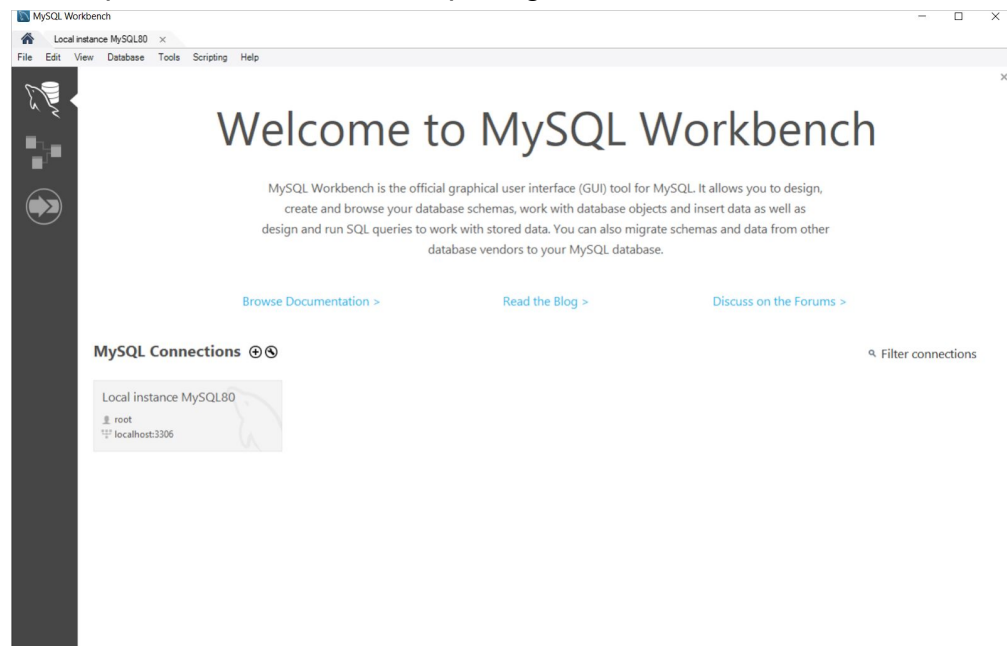 MySQL Workbench
Local instance MySQL80
File Edit View Database Tools Scripting Help
Welcome to MySQL Workbench
MySQL Workbench is the official graphical user interface (GUI) tool for MySQL. It allows you to design,
create and browse your database schemas, work with database objects and insert data as well as
design and run SQL queries to work with stored data. You can also migrate schemas and data from other
database vendors to your MySQL database.
Browse Documentation > Read the Blog > Discuss on the Forums >
MySQL Connections
Filter connections
Local instance MySQL80
root
localhost:3306